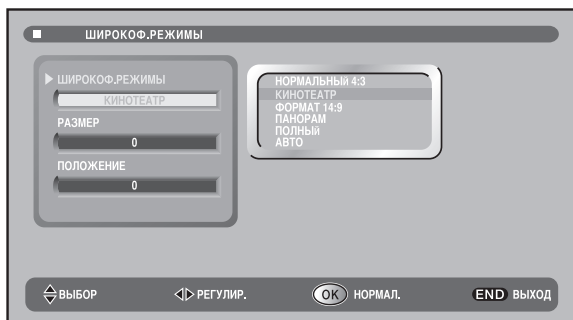 ШИРОКОФ.РЕЖИМЫ
ШИРОКОФ.РЕЖИМЫ
КИНОТЕАТР
РАЗМЕР
0
ПОЛОЖЕНИЕ
0
НОРМАЛЬНЫЙ 4:3
КИНОТЕАТР
ФОРМАТ 14:9
ПАНОРАМ
ПОЛНЫЙ
АВТО
ВЫБОР
РЕГУЛИР.
OK НОРМАЛ.
END ВЫХОД